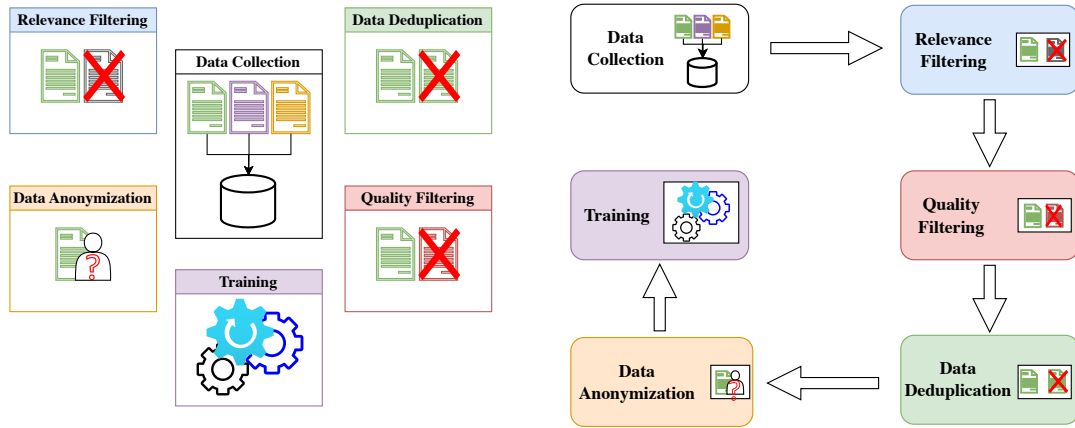 Relevance Filtering
Data Deduplication
Data Collection
Data Anonymization
?
Quality Filtering
Training
Data
Collection
Relevance
Filtering
Training
Quality
Filtering
Data
Anonymization
?
Data
Deduplication